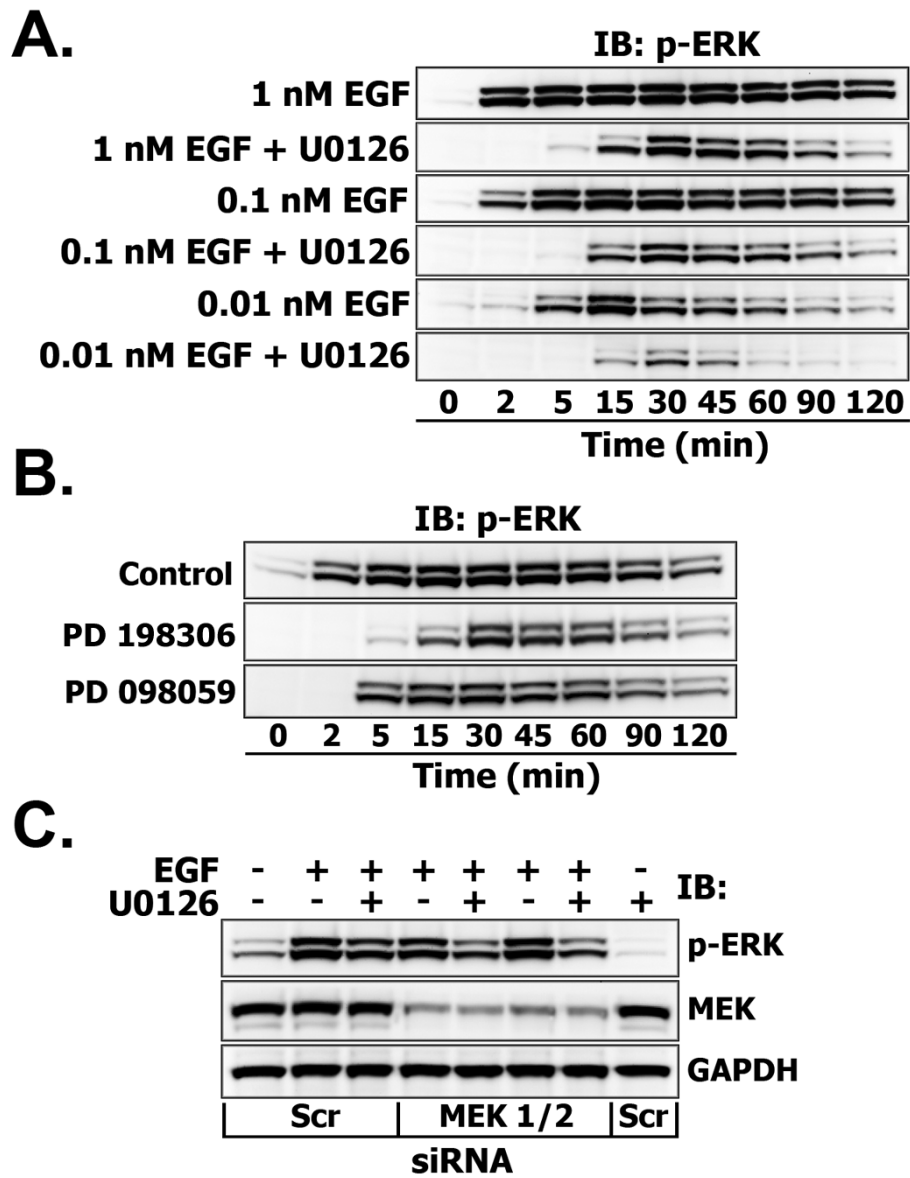 A.
IB: p-ERK
1 nM EGF
1 nM EGF + U0126
0.1 nM EGF
0.1 nM EGF + U0126
0.01 nM EGF
0.01 nM EGF + U0126
0 2 5 15 30 45 60 90 120
Time (min)
B.
IB: p-ERK
Control
PD 198306
PD 098059
0 2 5 15 30 45 60 90 120
Time (min)
C.
EGF - + + + + + + -
U0126 - - + - + - + +
IB:
p-ERK
MEK
GAPDH
Scr MEK 1/2 Scr
siRNA